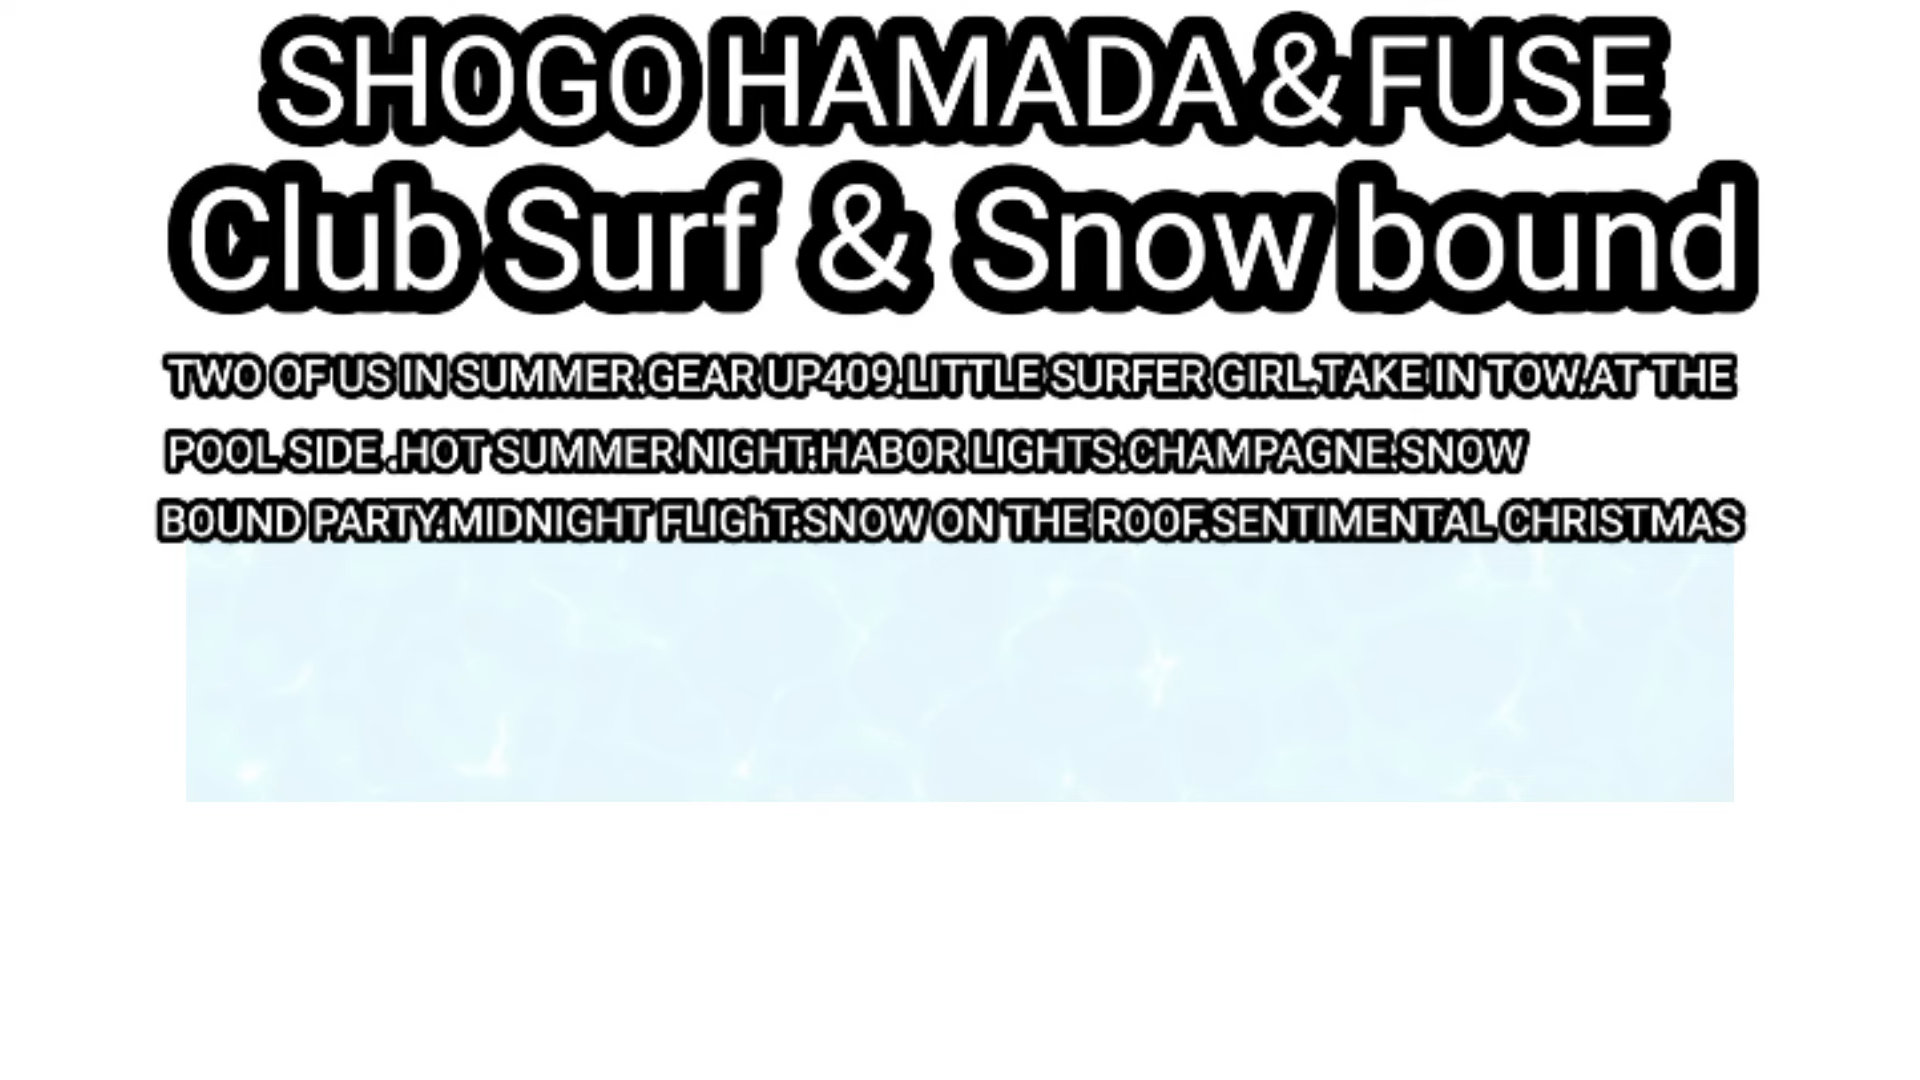 SHOGO HAMADA & FUSE
Club Surf & Snow bound
TWO OF US IN SUMMER.GEAR UP409.LITTLE SURFER GIRL.TAKE IN TOW.AT THE
POOL SIDE .HOT SUMMER NIGHT.HABOR LIGHTS.CHAMPAGNE.SNOW
BOUND PARTY.MIDNIGHT FLIGhT.SNOW ON THE ROOF.SENTIMENTAL CHRISTMAS